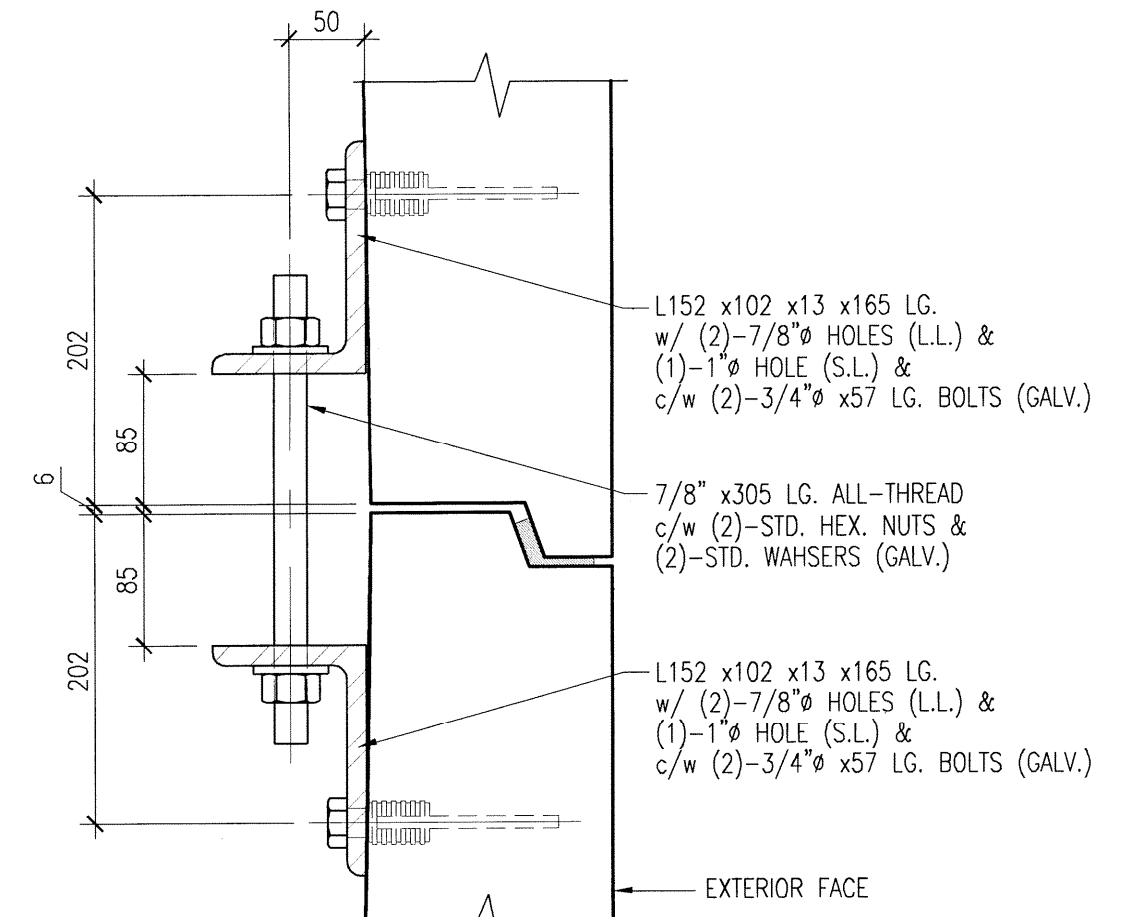 50
202
85
6
85
202
L152 x102 x13 x165 LG.
w/ (2)-7/8"ø HOLES (L.L.) &
(1)-1"ø HOLE (S.L.) &
c/w (2)-3/4"ø x57 LG. BOLTS (GALV.)
7/8" x305 LG. ALL-THREAD
c/w (2)-STD. HEX. NUTS &
(2)-STD. WAHSERS (GALV.)
L152 x102 x13 x165 LG.
w/ (2)-7/8"ø HOLES (L.L.) &
(1)-1"ø HOLE (S.L.) &
c/w (2)-3/4"ø x57 LG. BOLTS (GALV.)
EXTERIOR FACE